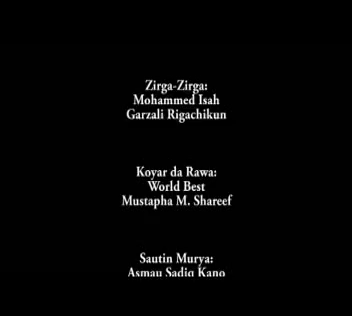 Zirga-Zirga:
Mohammed Isah
Garzali Rigachikun
Koyar da Rawa:
World Best
Mustapha M. Shareef
Sautin Murya:
Asmau Sadiq Kano